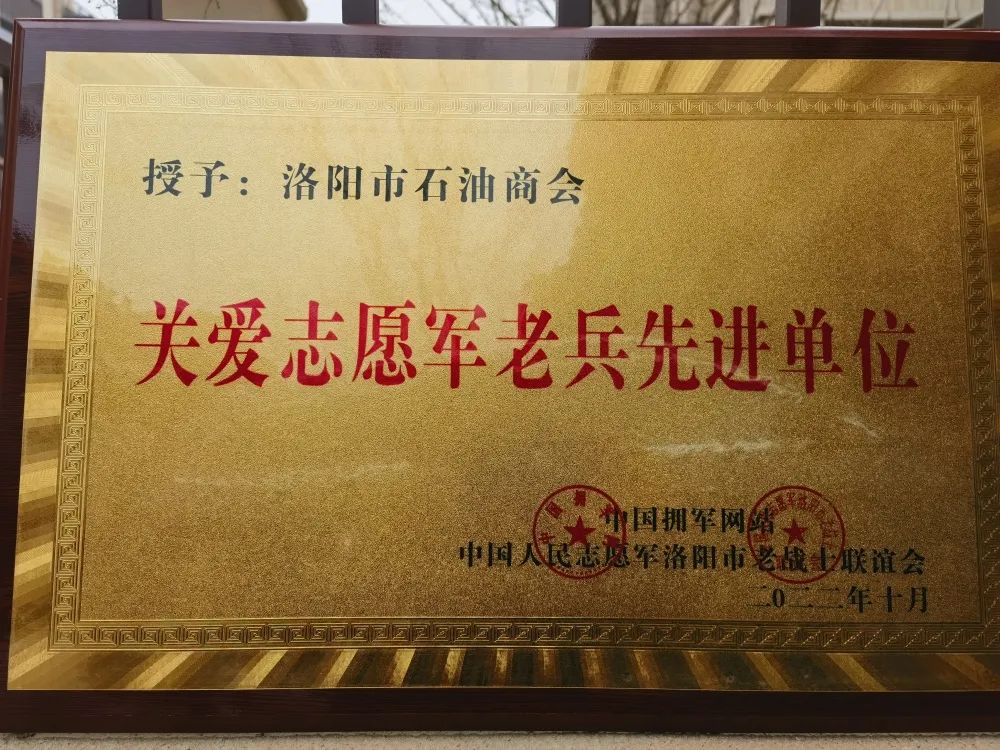 授予：洛阳市石油商会
关爱志愿军老兵先进单位
中国拥军网站
中国人民志愿军洛阳市老战士联谊会
二0二二年十月